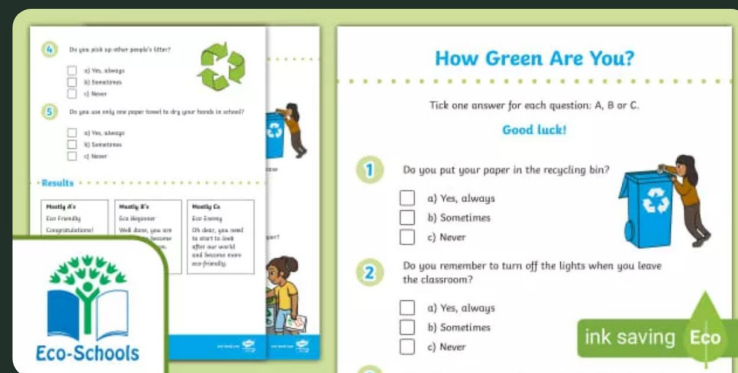 4 Do you pick up other people's litter?
a) Yes, always
b) Sometimes
c) Never
5 Do you use only one paper towel to dry your hands in school?
a) Yes, always
b) Sometimes
c) Never
Results
Mostly A's
Eco Friendly
Congratulations!
Mostly B's
Eco Beginner
Well done, you are
become
Mostly Cs
Eco Enemy
Oh dear, you need
to start to look
after our world
and become more
eco-friendly.
Eco-Schools
How Green Are You?
Tick one answer for each question: A, B or C.
Good luck!
1 Do you put your paper in the recycling bin?
a) Yes, always
b) Sometimes
c) Never
2 Do you remember to turn off the lights when you leave
the classroom?
a) Yes, always
b) Sometimes
c) Never
ink saving Eco